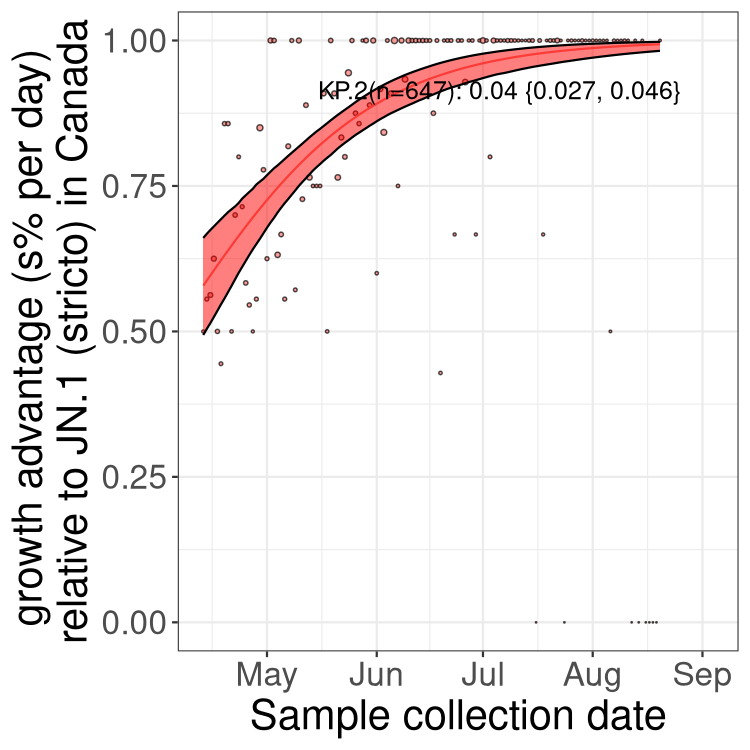 growth advantage (s% per day)
relative to JN.1 (stricto) in Canada
1.00
0.75
0.50
0.25
0.00
KP.2(n=647): 0.04 {0.027, 0.046}
May Jun Jul Aug Sep
Sample collection date